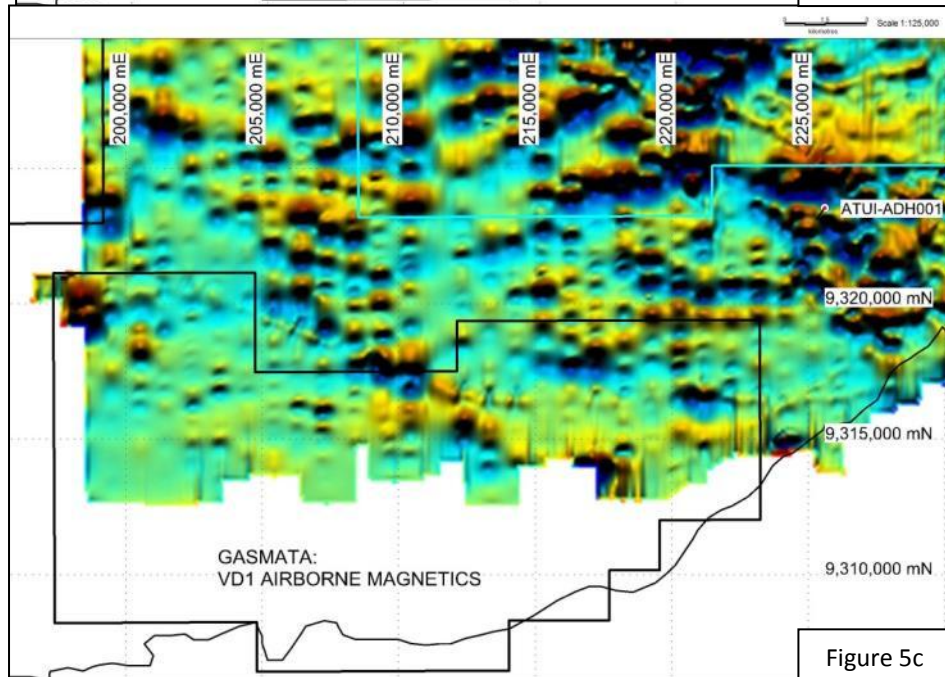 Scale 1:125,000
kilometres
200,000 mE
205,000 mE
210,000 mE
215,000 mE
220,000 mE
225,000 mE
ATUI-ADH001
9,320,000 mN
9,315,000 mN
9,310,000 mN
GASMATA:
VD1 AIRBORNE MAGNETICS
Figure 5c